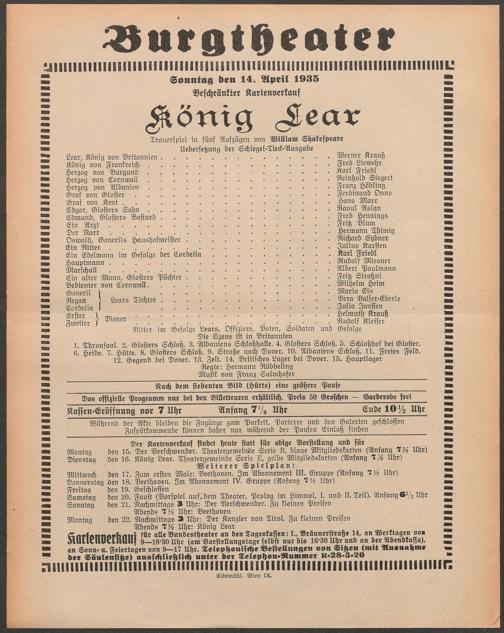 Burgtheater
Sonntag den 14. April 1935
Beschränkter Kartenverkauf
König Lear
Trauerspiel in fünf Aufzügen von William Shakespeare
Uebersetzung der Schlegel-Tieck-Ausgabe
Lear, König von Britannien Werner Krauß
König von Frankreich Fred Liewehr
Herzog von Burgund Karl Friedl
Herzog von Cornwall Reinhold Siegert
Herzog von Albanien Franz Höbling
Graf von Gloster Ferdinand Onno
Graf von Kent Hans Marr
Edgar, Glosters Sohn Raoul Aslan
Edmund, Glosters Bastard Fred Hennings
Ein Arzt Fritz Blum
Der Narr Hermann Thimig
Oswald, Gonerils Haushofmeister Richard Eybner
Ein Ritter Julius Karsten
Ein Edelmann im Gefolge der Cordelia Karl Friedl
Hauptmann Rudolf Miesner
Marschall Albert Paulmann
Ein alter Mann, Glosters Pächter Fritz Straßni
Bedienter von Cornwall Wilhelm Heim
Goneril Maria Eis
Regan Lears Töchter Vera Balser-Eberle
Cordelia Julia Janssen
Erster Diener Helmuth Krauß
Zweiter Rudolf Kleifer
Ritter im Gefolge Lears, Offiziere, Boten, Soldaten und Gefolge
Die Szene ist in Britannien
1. Thronsaal. 2. Glosters Schloß. 3. Albaniens Schloßhalle. 4. Glosters Schloß. 5. Schloßhof bei Gloster.
6. Heide. 7. Hütte. 8. Glosters Schloß. 9. Straße nach Dover. 10. Albaniens Schloß. 11. Freies Feld.
12. Gegend bei Dover. 13. Zelt. 14. Britisches Lager bei Dover. 15. Hauptlager
Regie: Hermann Röbbeling
Musik von Franz Salmhofer
Nach dem siebenten Bild (Hütte) eine größere Pause
Das offizielle Programm nur bei den Billetteuren erhältlich, Preis 50 Groschen — Garderobe frei
Kassen-Eröffnung vor 7 Uhr Anfang 7½ Uhr Ende 10½ Uhr
Während der Akte bleiben die Zugänge zum Parkett, Parterre und den Galerien geschlossen
Zuspätkommende können daher nur während der Pausen Einlaß finden
Der Kartenverkauf findet heute statt für obige Vorstellung und für
Montag den 15. Der Verschwender. Theatergemeinde Serie B, blaue Mitgliedskarten (Anfang 7½ Uhr)
Dienstag den 16. König Lear. Theatergemeinde Serie E, gelbe Mitgliedskarten (Anfang 7½ Uhr)
Weiterer Spielplan:
Mittwoch den 17. Zum ersten Male: Beethoven. Im Abonnement III. Gruppe (Anfang 7½ Uhr)
Donnerstag den 18. Beethoven. Im Abonnement IV. Gruppe (Anfang 7½ Uhr)
Freitag den 19. Geschlossen
Samstag den 20. Faust (Vorspiel auf dem Theater, Prolog im Himmel, I. und II. Teil). Anfang 6½ Uhr
Sonntag den 21. Nachmittags 3 Uhr: Der Verschwender. Zu kleinen Preisen
Abends 7½ Uhr: Beethoven
Montag den 22. Nachmittags 3 Uhr: Der Kanzler von Tirol. Zu kleinen Preisen
Abends 7½ Uhr: König Lear
Kartenverkauf für alle Bundestheater an den Tageskassen: I., Bräunerstraße 14, an Werktagen von
9—18:30 Uhr (am Vorstellungstage selbst nur bis 16:30 Uhr und an der Abendkassa),
an Sonn- u. Feiertagen von 9—17 Uhr. Telephonische Bestellungen von Sitzen (mit Ausnahme
der Säulensitze) ausschließlich unter der Telephon-Nummer R-28-3-20
Elbemühl, Wien IX.